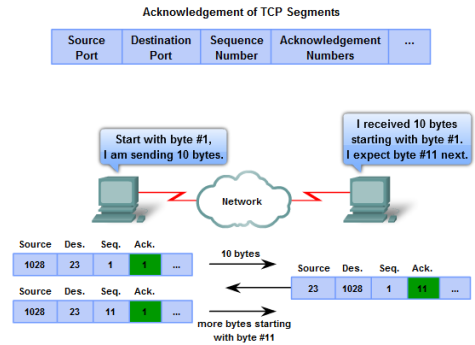 Acknowledgement of TCP Segments
Source Port
Destination Port
Sequence Number
Acknowledgement Numbers
...
Start with byte #1,
I am sending 10 bytes.
I received 10 bytes
starting with byte #1.
I expect byte #11 next.
Network
Source Des. Seq. Ack.
1028 23 1 1 ...
10 bytes
Source Des. Seq. Ack.
23 1028 1 11 ...
Source Des. Seq. Ack.
1028 23 11 1 ...
more bytes starting
with byte #11